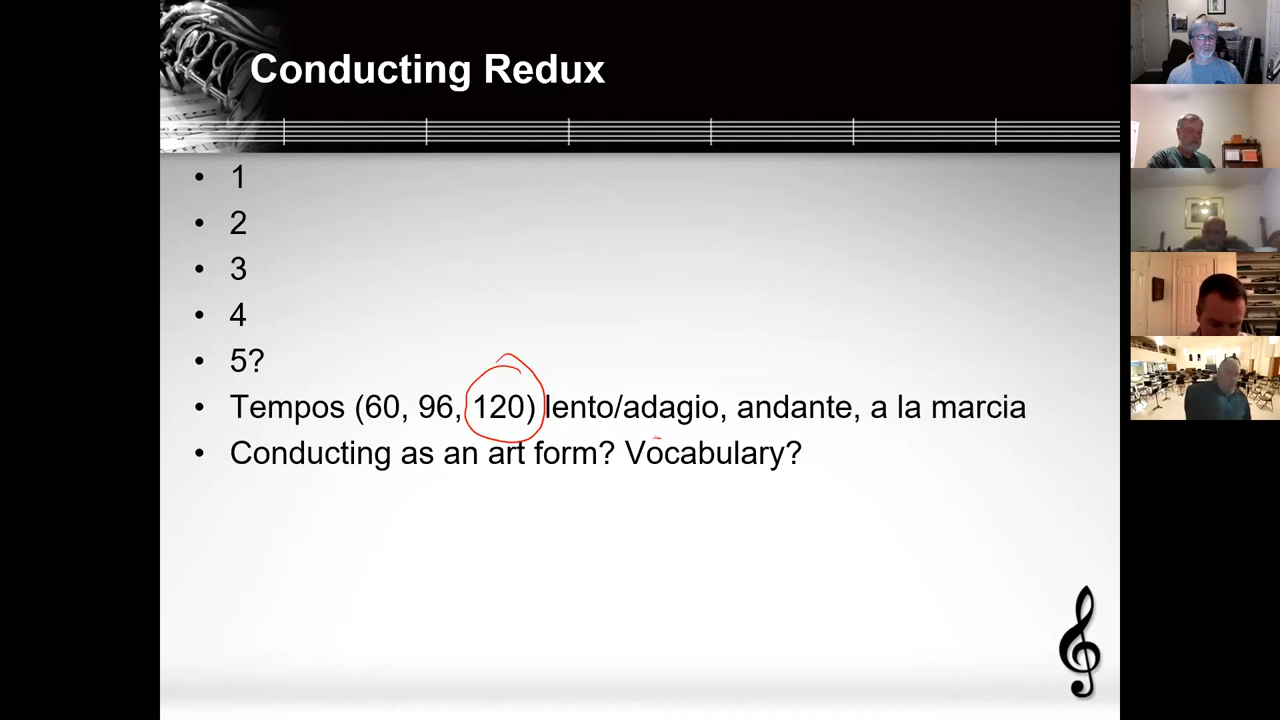 Conducting Redux
• 1
• 2
• 3
• 4
• 5?
• Tempos (60, 96, 120) lento/adagio, andante, a la marcia
• Conducting as an art form? Vocabulary?